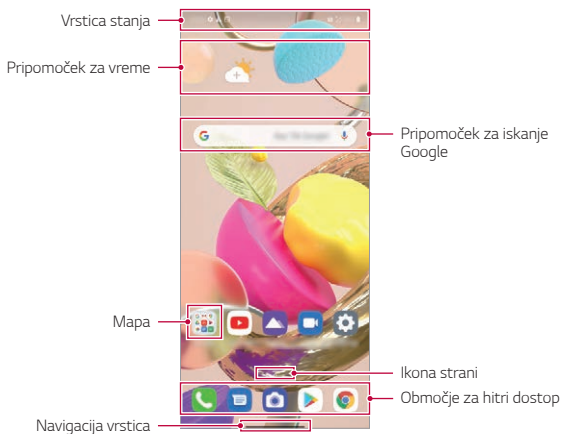 Vrstica stanja
Pripomoček za vreme
Pripomoček za iskanje
Google
Mapa
Ikona strani
Območje za hitri dostop
Navigacija vrstica